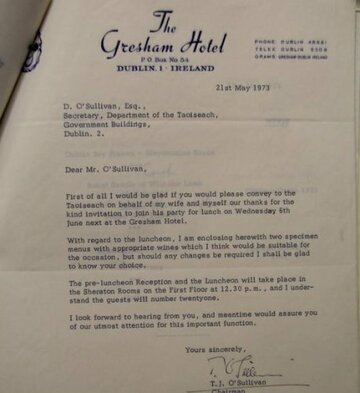 The
Gresham Hotel
P O Box No 54
DUBLIN. 1 · IRELAND
PHONE: DUBLIN 46881
TELEX DUBLIN 5308
GRAMS: GRESHAM DUBLIN IRELAND
21st May 1973
D. O'Sullivan, Esq.,
Secretary, Department of the Taoiseach,
Government Buildings,
Dublin. 2.
Dear Mr. O'Sullivan,
First of all I would be glad if you would please convey to the
Taoiseach on behalf of my wife and myself our thanks for the
kind invitation to join his party for lunch on Wednesday 6th
June next at the Gresham Hotel.
With regard to the luncheon, I am enclosing herewith two specimen
menus with appropriate wines which I think would be suitable for
the occasion, but should any changes be required I shall be glad
to know your choice.
The pre-luncheon Reception and the Luncheon will take place
in the Sheraton Rooms on the First Floor at 12.30 p.m., and I under-
stand the guests will number twentyone.
I look forward to hearing from you, and meantime would assure you
of our utmost attention for this important function.
Yours sincerely,
T.J. O'Sullivan
Chairman